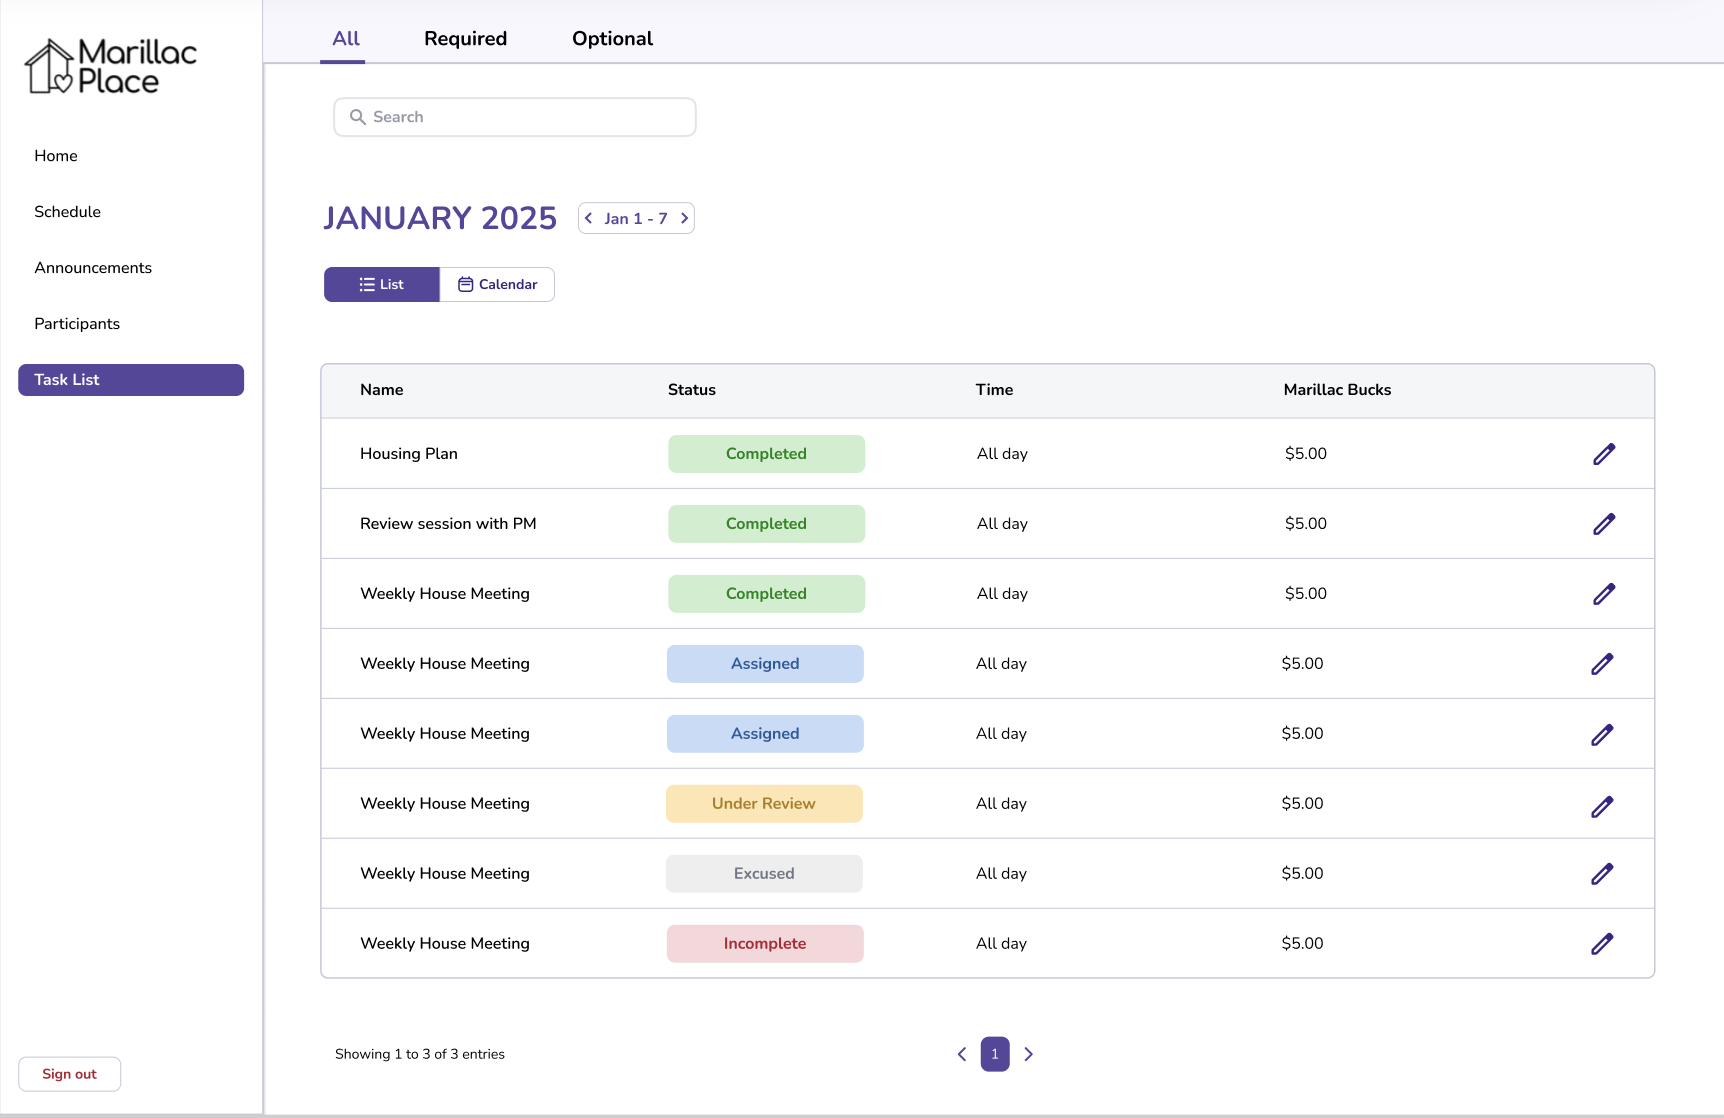 Marillac
Place
Home
Schedule
Announcements
Participants
Task List
Sign out
All Required Optional
Search
JANUARY 2025 Jan 1 - 7
List Calendar
Name Status Time Marillac Bucks
Housing Plan Completed All day $5.00
Review session with PM Completed All day $5.00
Weekly House Meeting Completed All day $5.00
Weekly House Meeting Assigned All day $5.00
Weekly House Meeting Assigned All day $5.00
Weekly House Meeting Under Review All day $5.00
Weekly House Meeting Excused All day $5.00
Weekly House Meeting Incomplete All day $5.00
Showing 1 to 3 of 3 entries 1